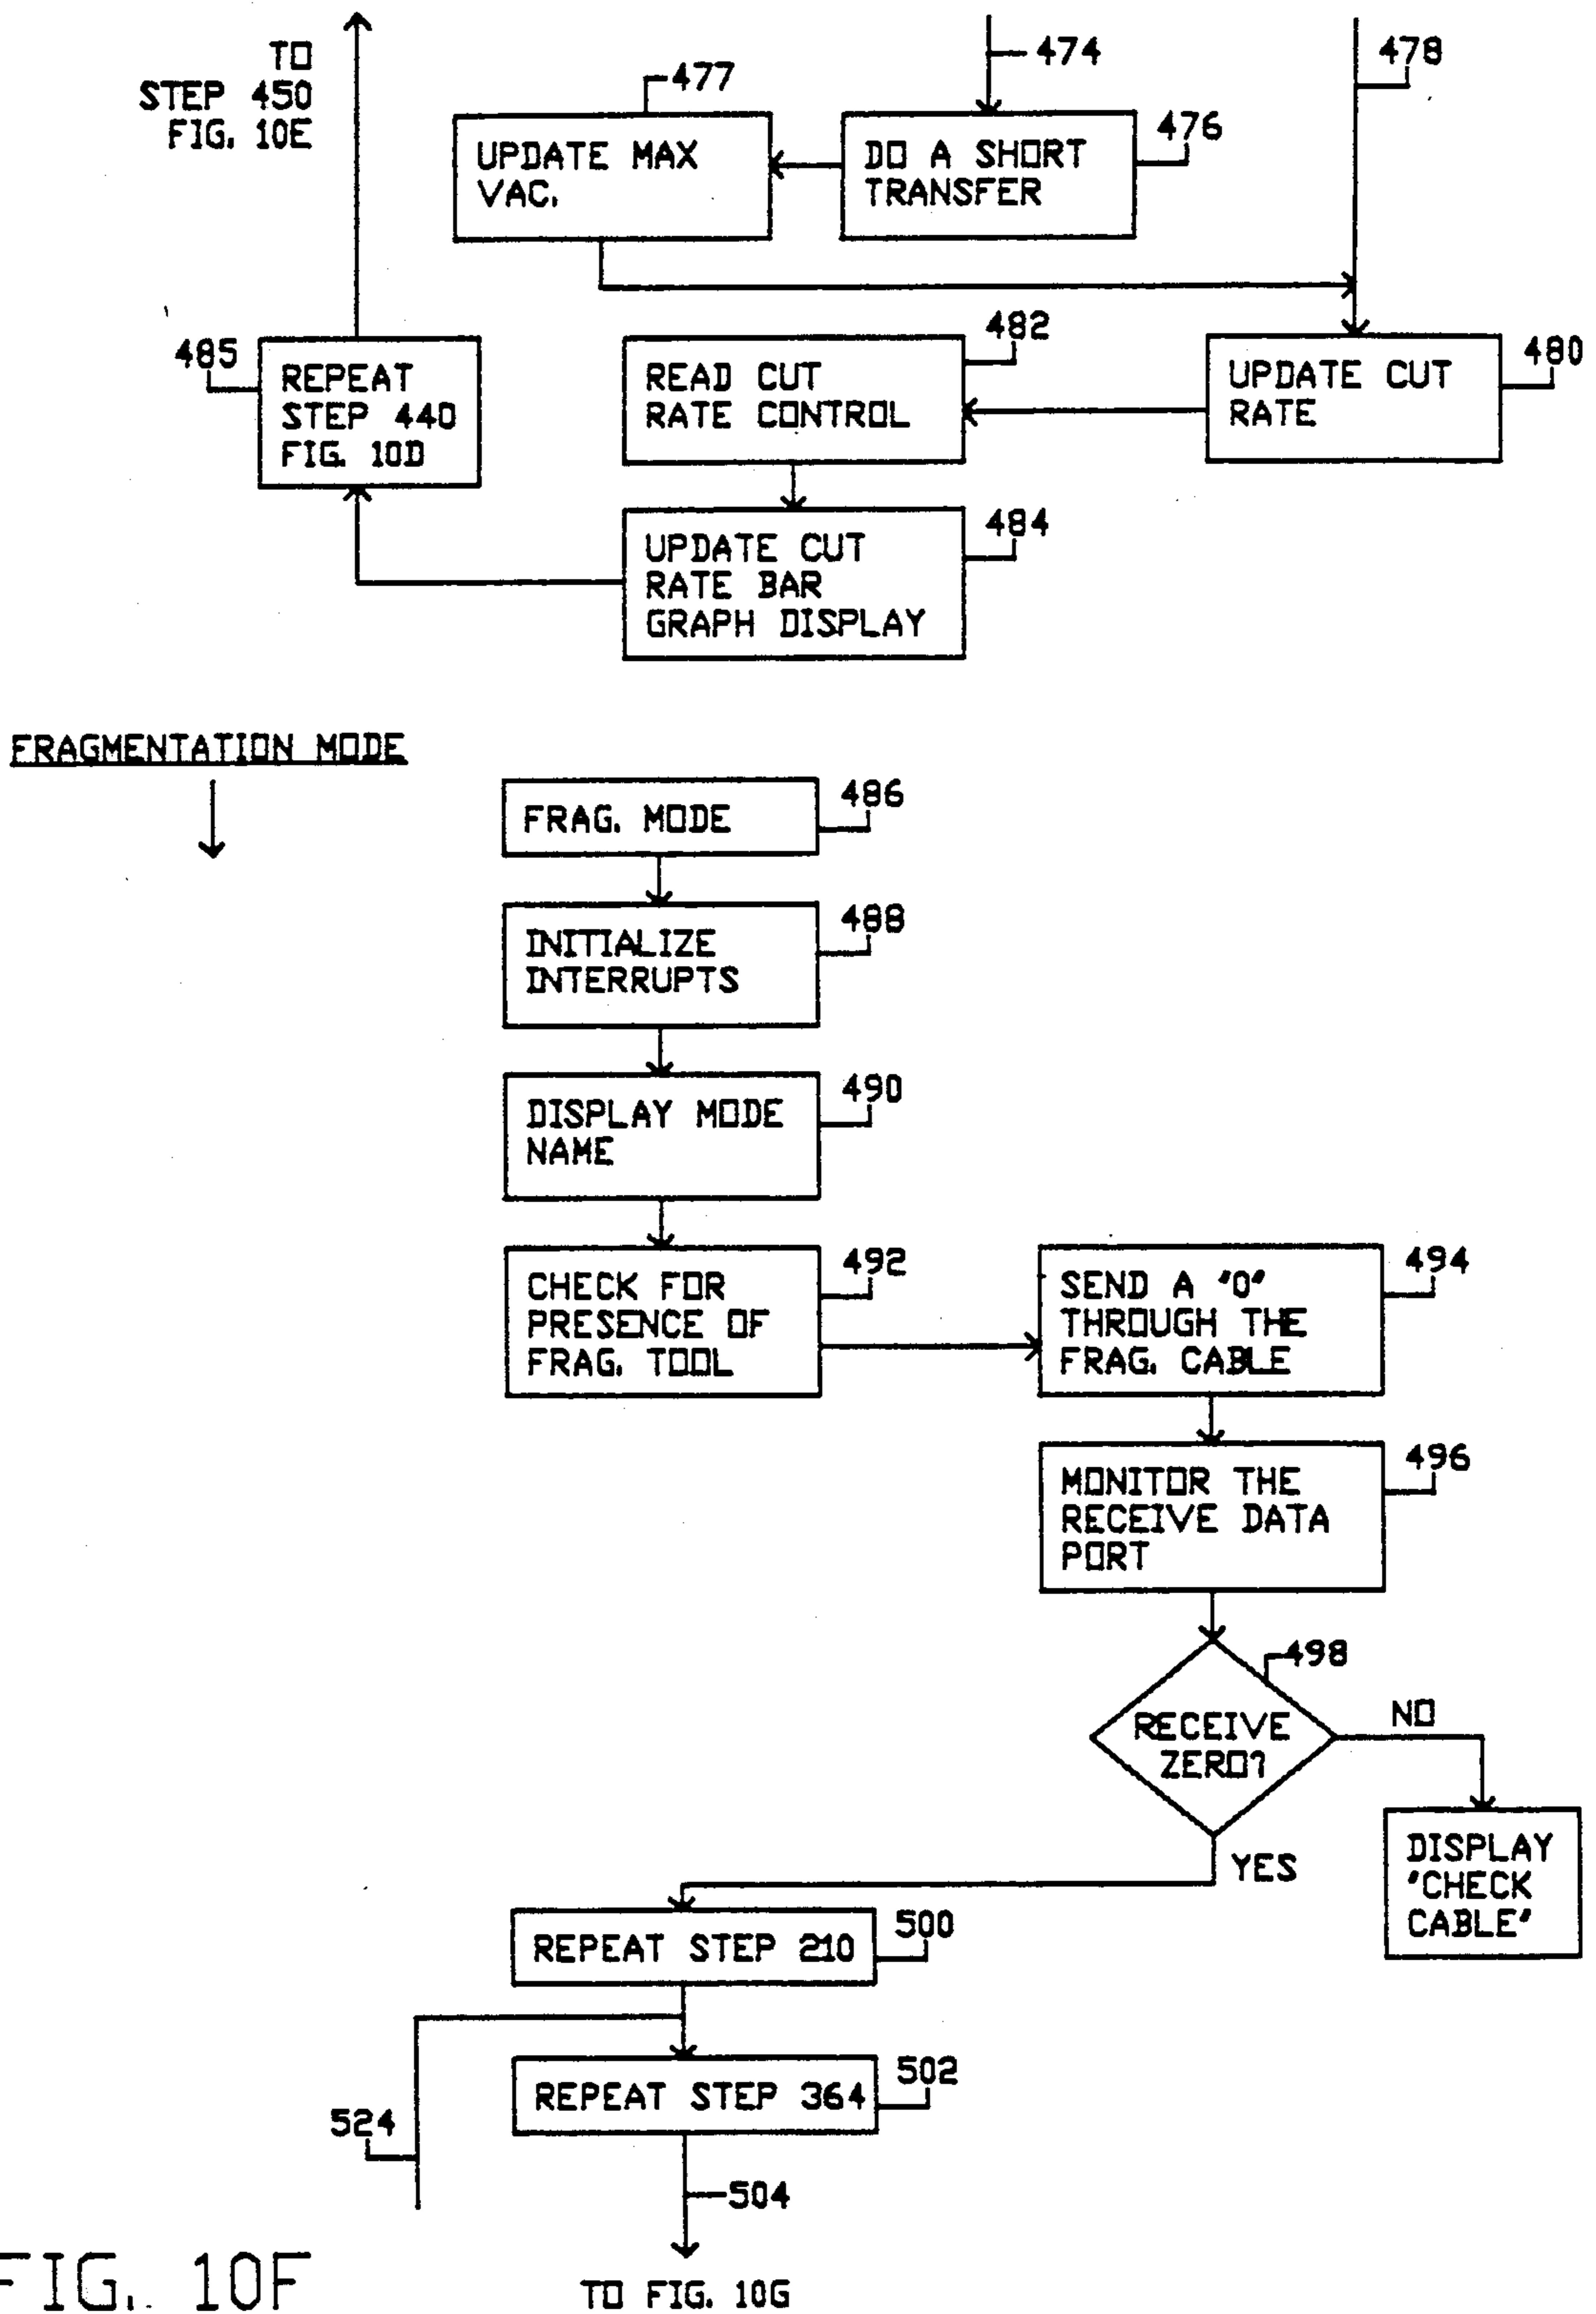 TO
STEP 450
FIG. 10E
477
474
478
UPDATE MAX
VAC.
DO A SHORT
TRANSFER
476
485
REPEAT
STEP 440
FIG. 10D
READ CUT
RATE CONTROL
482
UPDATE CUT
RATE
480
UPDATE CUT
RATE BAR
GRAPH DISPLAY
484
FRAGMENTATION MODE
FRAG. MODE
486
INITIALIZE
INTERRUPTS
488
DISPLAY MODE
NAME
490
CHECK FOR
PRESENCE OF
FRAG. TOOL
492
SEND A "0"
THROUGH THE
FRAG. CABLE
494
MONITOR THE
RECEIVE DATA
PORT
496
498
RECEIVE
ZERO?
NO
YES
DISPLAY
"CHECK
CABLE"
REPEAT STEP 210
500
REPEAT STEP 364
502
524
504
FIG. 10F
TO FIG. 10G